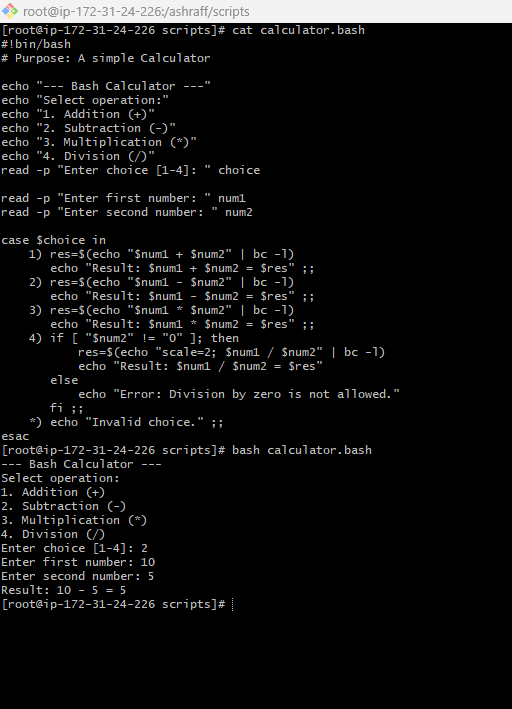 root@ip-172-31-24-226:/ashraff/scripts
[root@ip-172-31-24-226 scripts]# cat calculator.bash
#!bin/bash
# Purpose: A simple Calculator

echo "--- Bash Calculator ---"
echo "Select operation:"
echo "1. Addition (+)"
echo "2. Subtraction (-)"
echo "3. Multiplication (*)"
echo "4. Division (/)"
read -p "Enter choice [1-4]: " choice

read -p "Enter first number: " num1
read -p "Enter second number: " num2

case $choice in
    1) res=$(echo "$num1 + $num2" | bc -l)
       echo "Result: $num1 + $num2 = $res" ;;
    2) res=$(echo "$num1 - $num2" | bc -l)
       echo "Result: $num1 - $num2 = $res" ;;
    3) res=$(echo "$num1 * $num2" | bc -l)
       echo "Result: $num1 * $num2 = $res" ;;
    4) if [ "$num2" != "0" ]; then
           res=$(echo "scale=2; $num1 / $num2" | bc -l)
           echo "Result: $num1 / $num2 = $res"
       else
           echo "Error: Division by zero is not allowed."
       fi ;;
    *) echo "Invalid choice." ;;
esac
[root@ip-172-31-24-226 scripts]# bash calculator.bash
--- Bash Calculator ---
Select operation:
1. Addition (+)
2. Subtraction (-)
3. Multiplication (*)
4. Division (/)
Enter choice [1-4]: 2
Enter first number: 10
Enter second number: 5
Result: 10 - 5 = 5
[root@ip-172-31-24-226 scripts]#